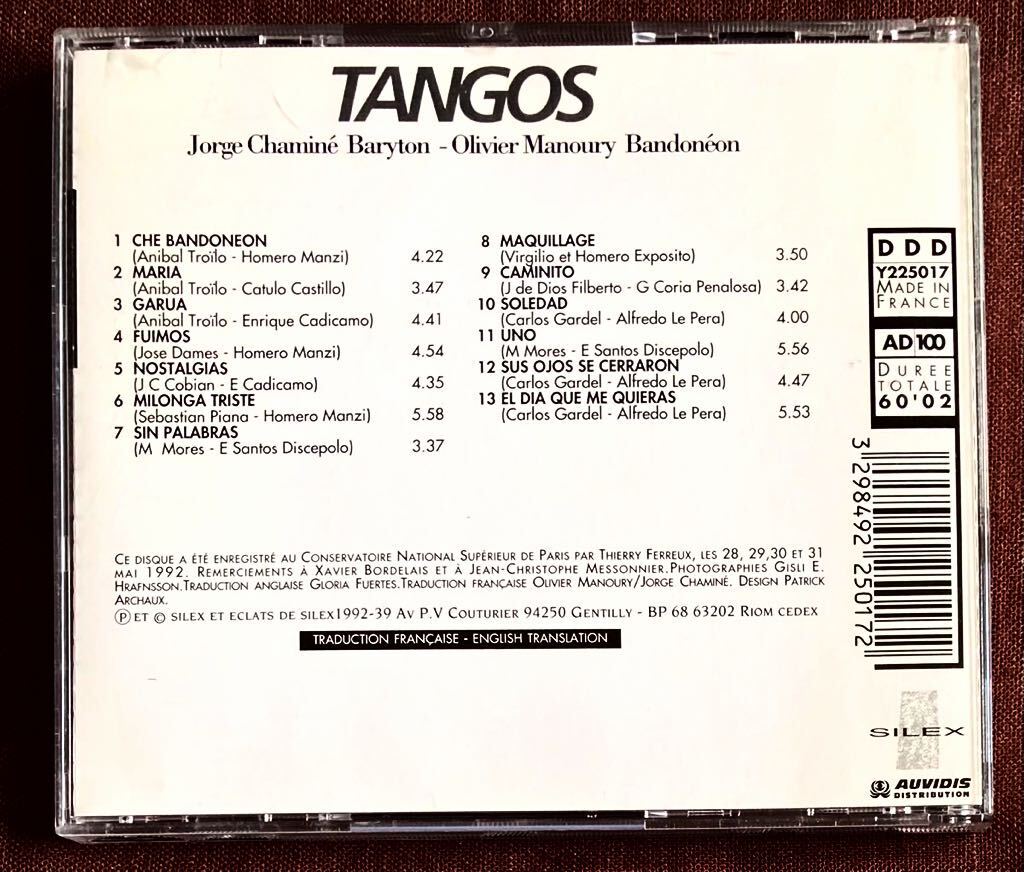 TANGOS
Jorge Chaminé Baryton - Olivier Manoury Bandonéon
1 CHE BANDONEON
(Anibal Troïlo - Homero Manzi) 4.22
2 MARIA
(Anibal Troïlo - Catulo Castillo) 3.47
3 GARUA
(Anibal Troïlo - Enrique Cadicamo) 4.41
4 FUIMOS
(Jose Dames - Homero Manzi) 4.54
5 NOSTALGIAS
(J C Cobian - E Cadicamo) 4.35
6 MILONGA TRISTE
(Sebastian Piana - Homero Manzi) 5.58
7 SIN PALABRAS
(M Mores - E Santos Discepolo) 3.37
8 MAQUILLAGE
(Virgilio et Homero Exposito) 3.50
9 CAMINITO
(J de Dios Filberto - G Coria Penalosa) 3.42
10 SOLEDAD
(Carlos Gardel - Alfredo Le Pera) 4.00
11 UNO
(M Mores - E Santos Discepolo) 5.56
12 SUS OJOS SE CERRARON
(Carlos Gardel - Alfredo Le Pera) 4.47
13 EL DIA QUE ME QUIERAS
(Carlos Gardel - Alfredo Le Pera) 5.53
DDD
Y225017
MADE IN
FRANCE
AD 100
DUREE
TOTALE
60'02
3 298492 250172
CE DISQUE A ÉTÉ ENREGISTRÉ AU CONSERVATOIRE NATIONAL SUPÉRIEUR DE PARIS PAR THIERRY FERREUX, LES 28, 29,30 ET 31
MAI 1992. REMERCIEMENTS À XAVIER BORDELAIS ET À JEAN-CHRISTOPHE MESSONNIER.PHOTOGRAPHIES GISLI E.
HRAFNSSON.TRADUCTION ANGLAISE GLORIA FUERTES.TRADUCTION FRANÇAISE OLIVIER MANOURY/JORGE CHAMINÉ. DESIGN PATRICK
ARCHAUX.
Ⓟ ET © SILEX ET ECLATS DE SILEX1992-39 AV P.V COUTURIER 94250 GENTILLY - BP 68 63202 RIOM CEDEX
TRADUCTION FRANÇAISE - ENGLISH TRANSLATION
SILEX
AUVIDIS
DISTRIBUTION